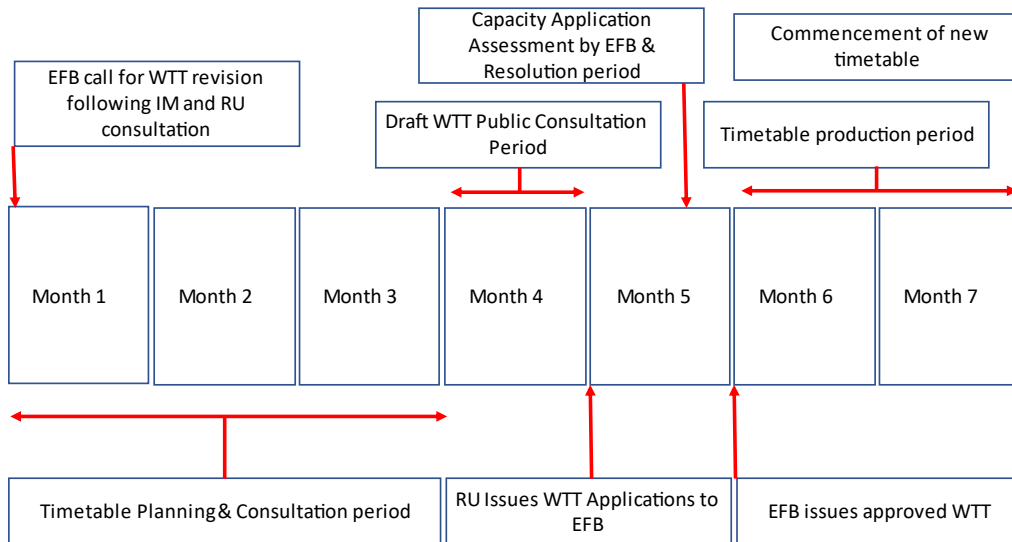 Capacity Application
Assessment by EFB &
Resolution period
Commencement of new
timetable
EFB call for WTT revision
following IM and RU
consultation
Draft WTT Public Consultation
Period
Timetable production period
Month 1
Month 2
Month 3
Month 4
Month 5
Month 6
Month 7
Timetable Planning & Consultation period
RU Issues WTT Applications to
EFB
EFB issues approved WTT